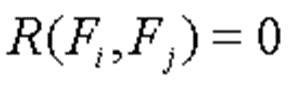 R(F_i, F_j) = 0